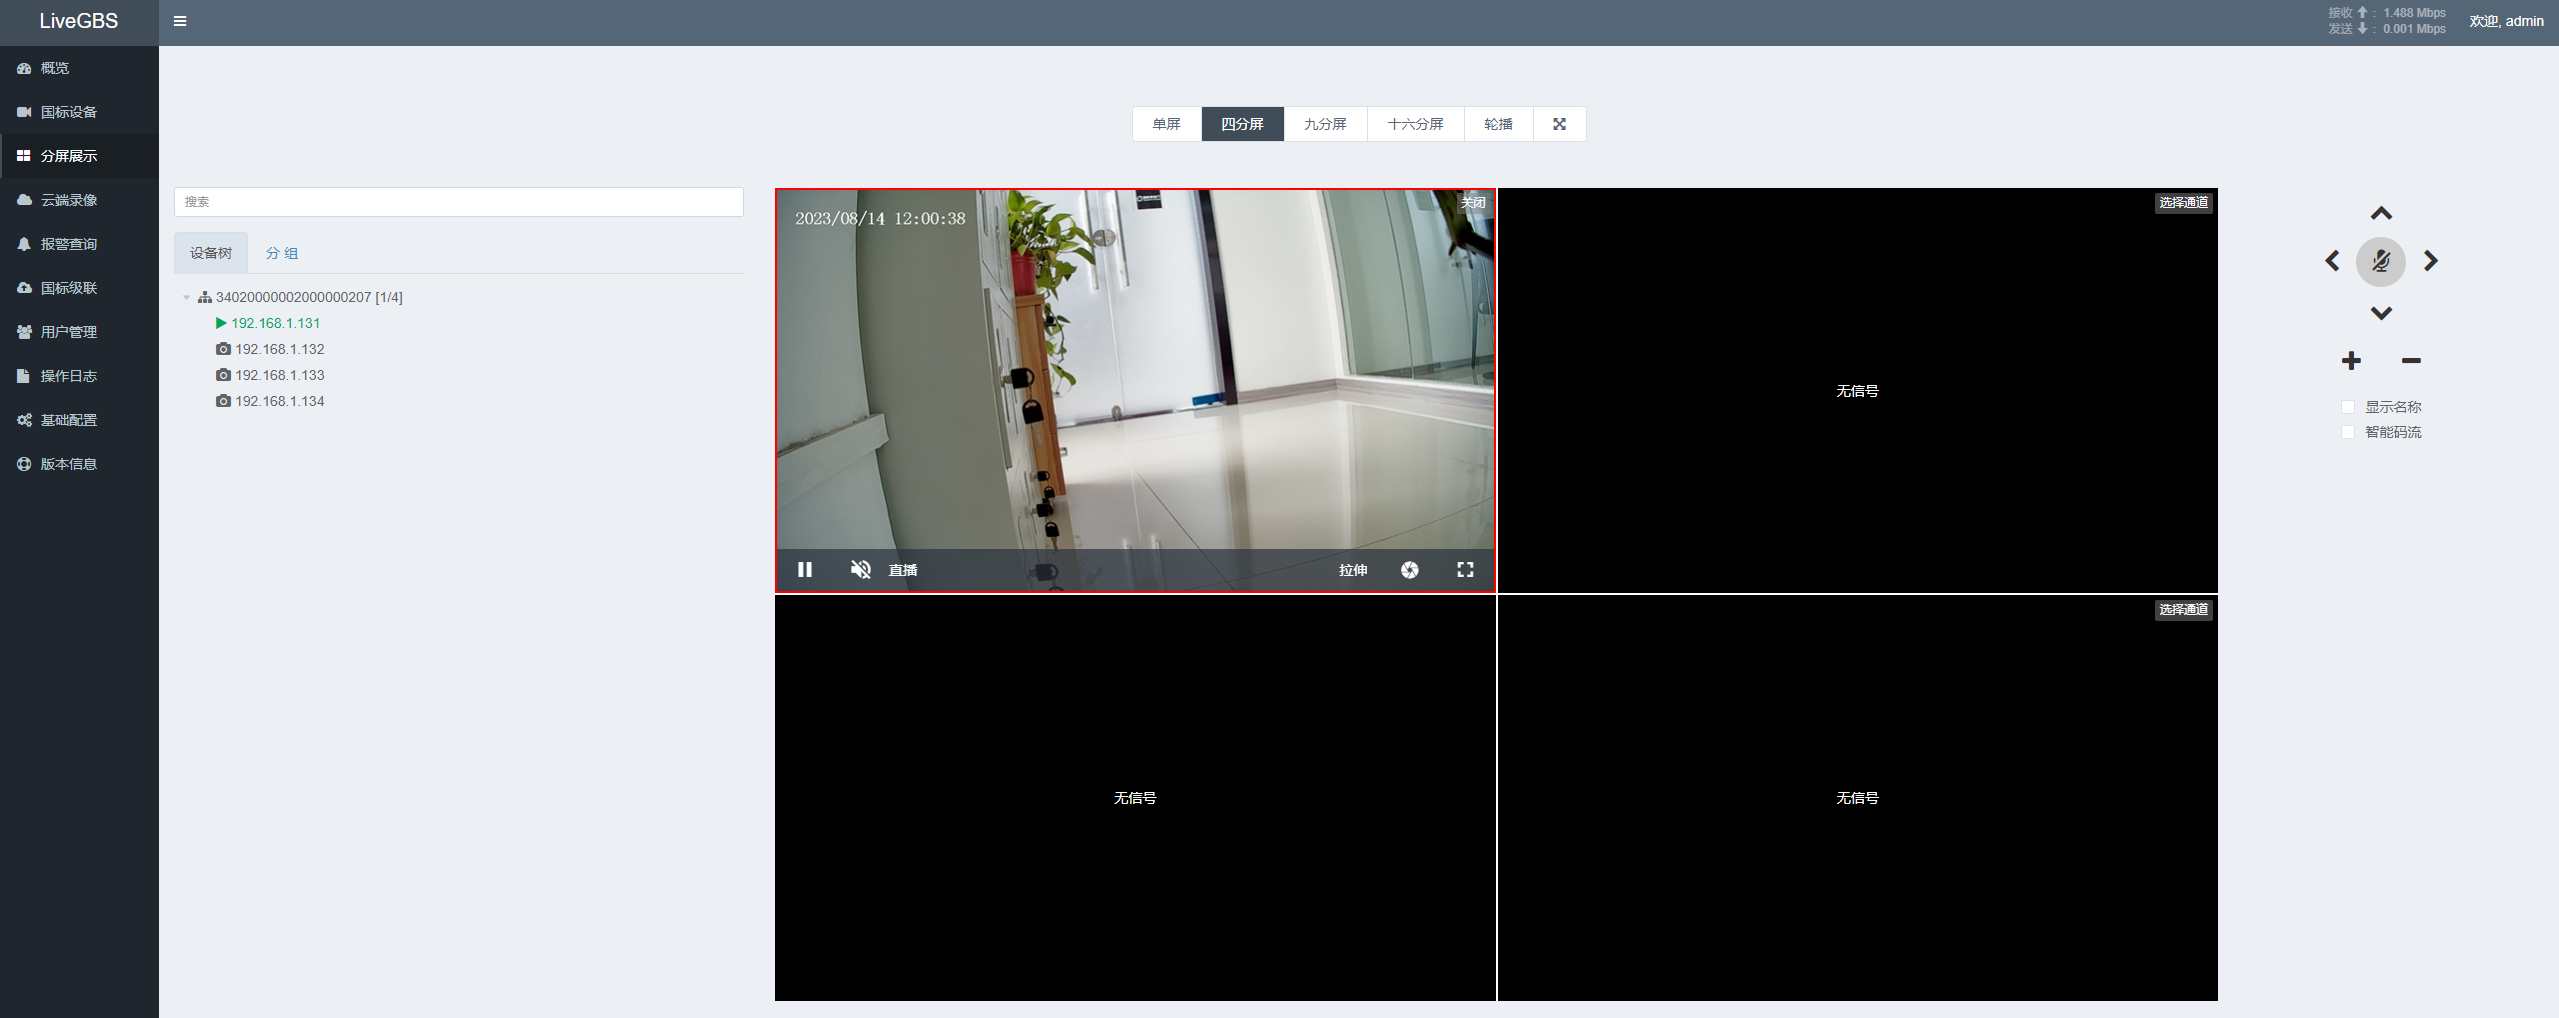 LiveGBS
接收 : 1.488 Mbps
发送 : 0.001 Mbps
欢迎, admin
概览
国标设备
分屏展示
云端录像
报警查询
国标级联
用户管理
操作日志
基础配置
版本信息
单屏
四分屏
九分屏
十六分屏
轮播
搜索
设备树
分 组
34020000002000000207 [1/4]
192.168.1.131
192.168.1.132
192.168.1.133
192.168.1.134
2023/08/14 12:00:38
关闭
直播
拉伸
选择通道
无信号
无信号
选择通道
无信号
显示名称
智能码流